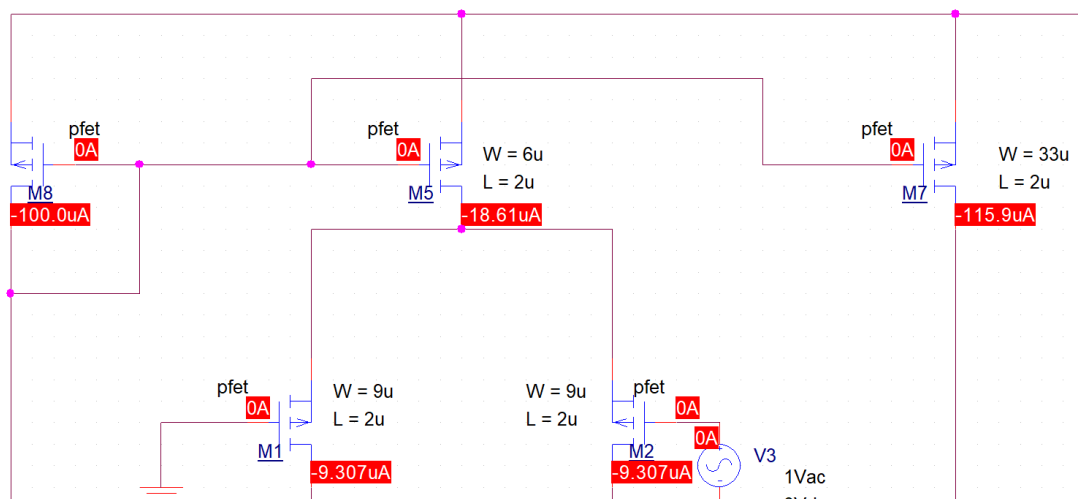 pfet
0A
M8
-100.0uA
pfet
0A
W = 6u
L = 2u
M5
-18.61uA
pfet
0A
W = 33u
L = 2u
M7
-115.9uA
pfet
0A
W = 9u
L = 2u
M1
-9.307uA
W = 9u
L = 2u
pfet
0A
0A
M2
-9.307uA
V3
1Vac